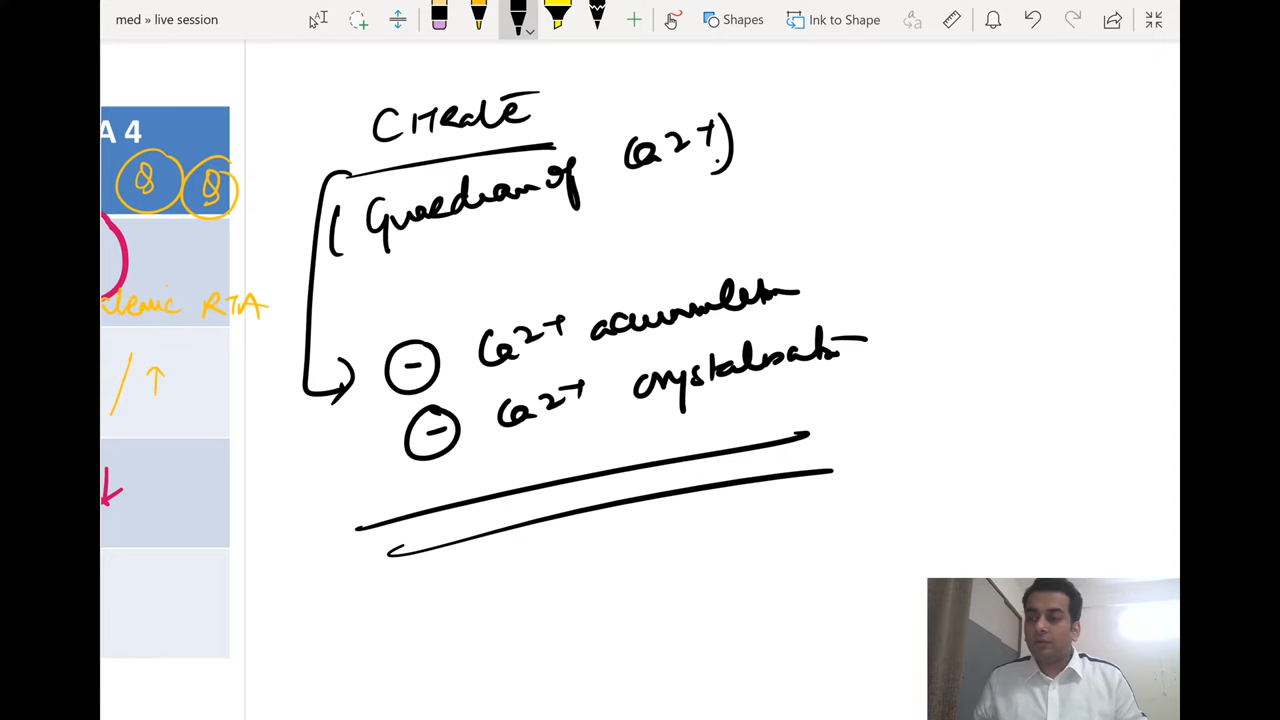 med » live session
Shapes
Ink to Shape
A 4
Citrate
(Guardian of Ca2+)
RTA
/ ↑
↓
⊖ Ca2+ accumulation
⊖ Ca2+ crystalisation